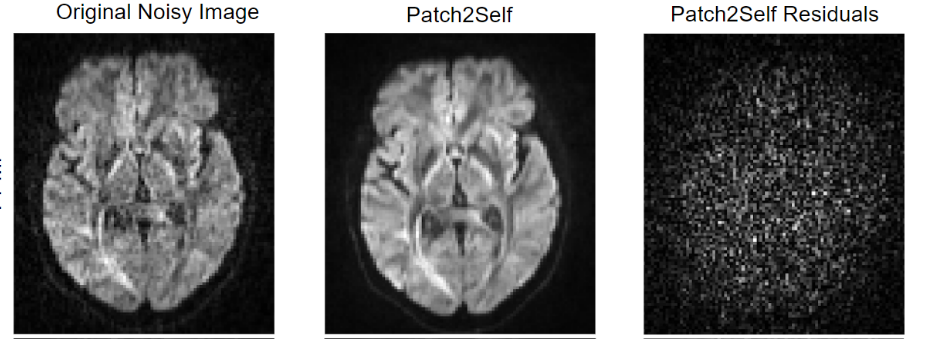 Original Noisy Image
Patch2Self
Patch2Self Residuals